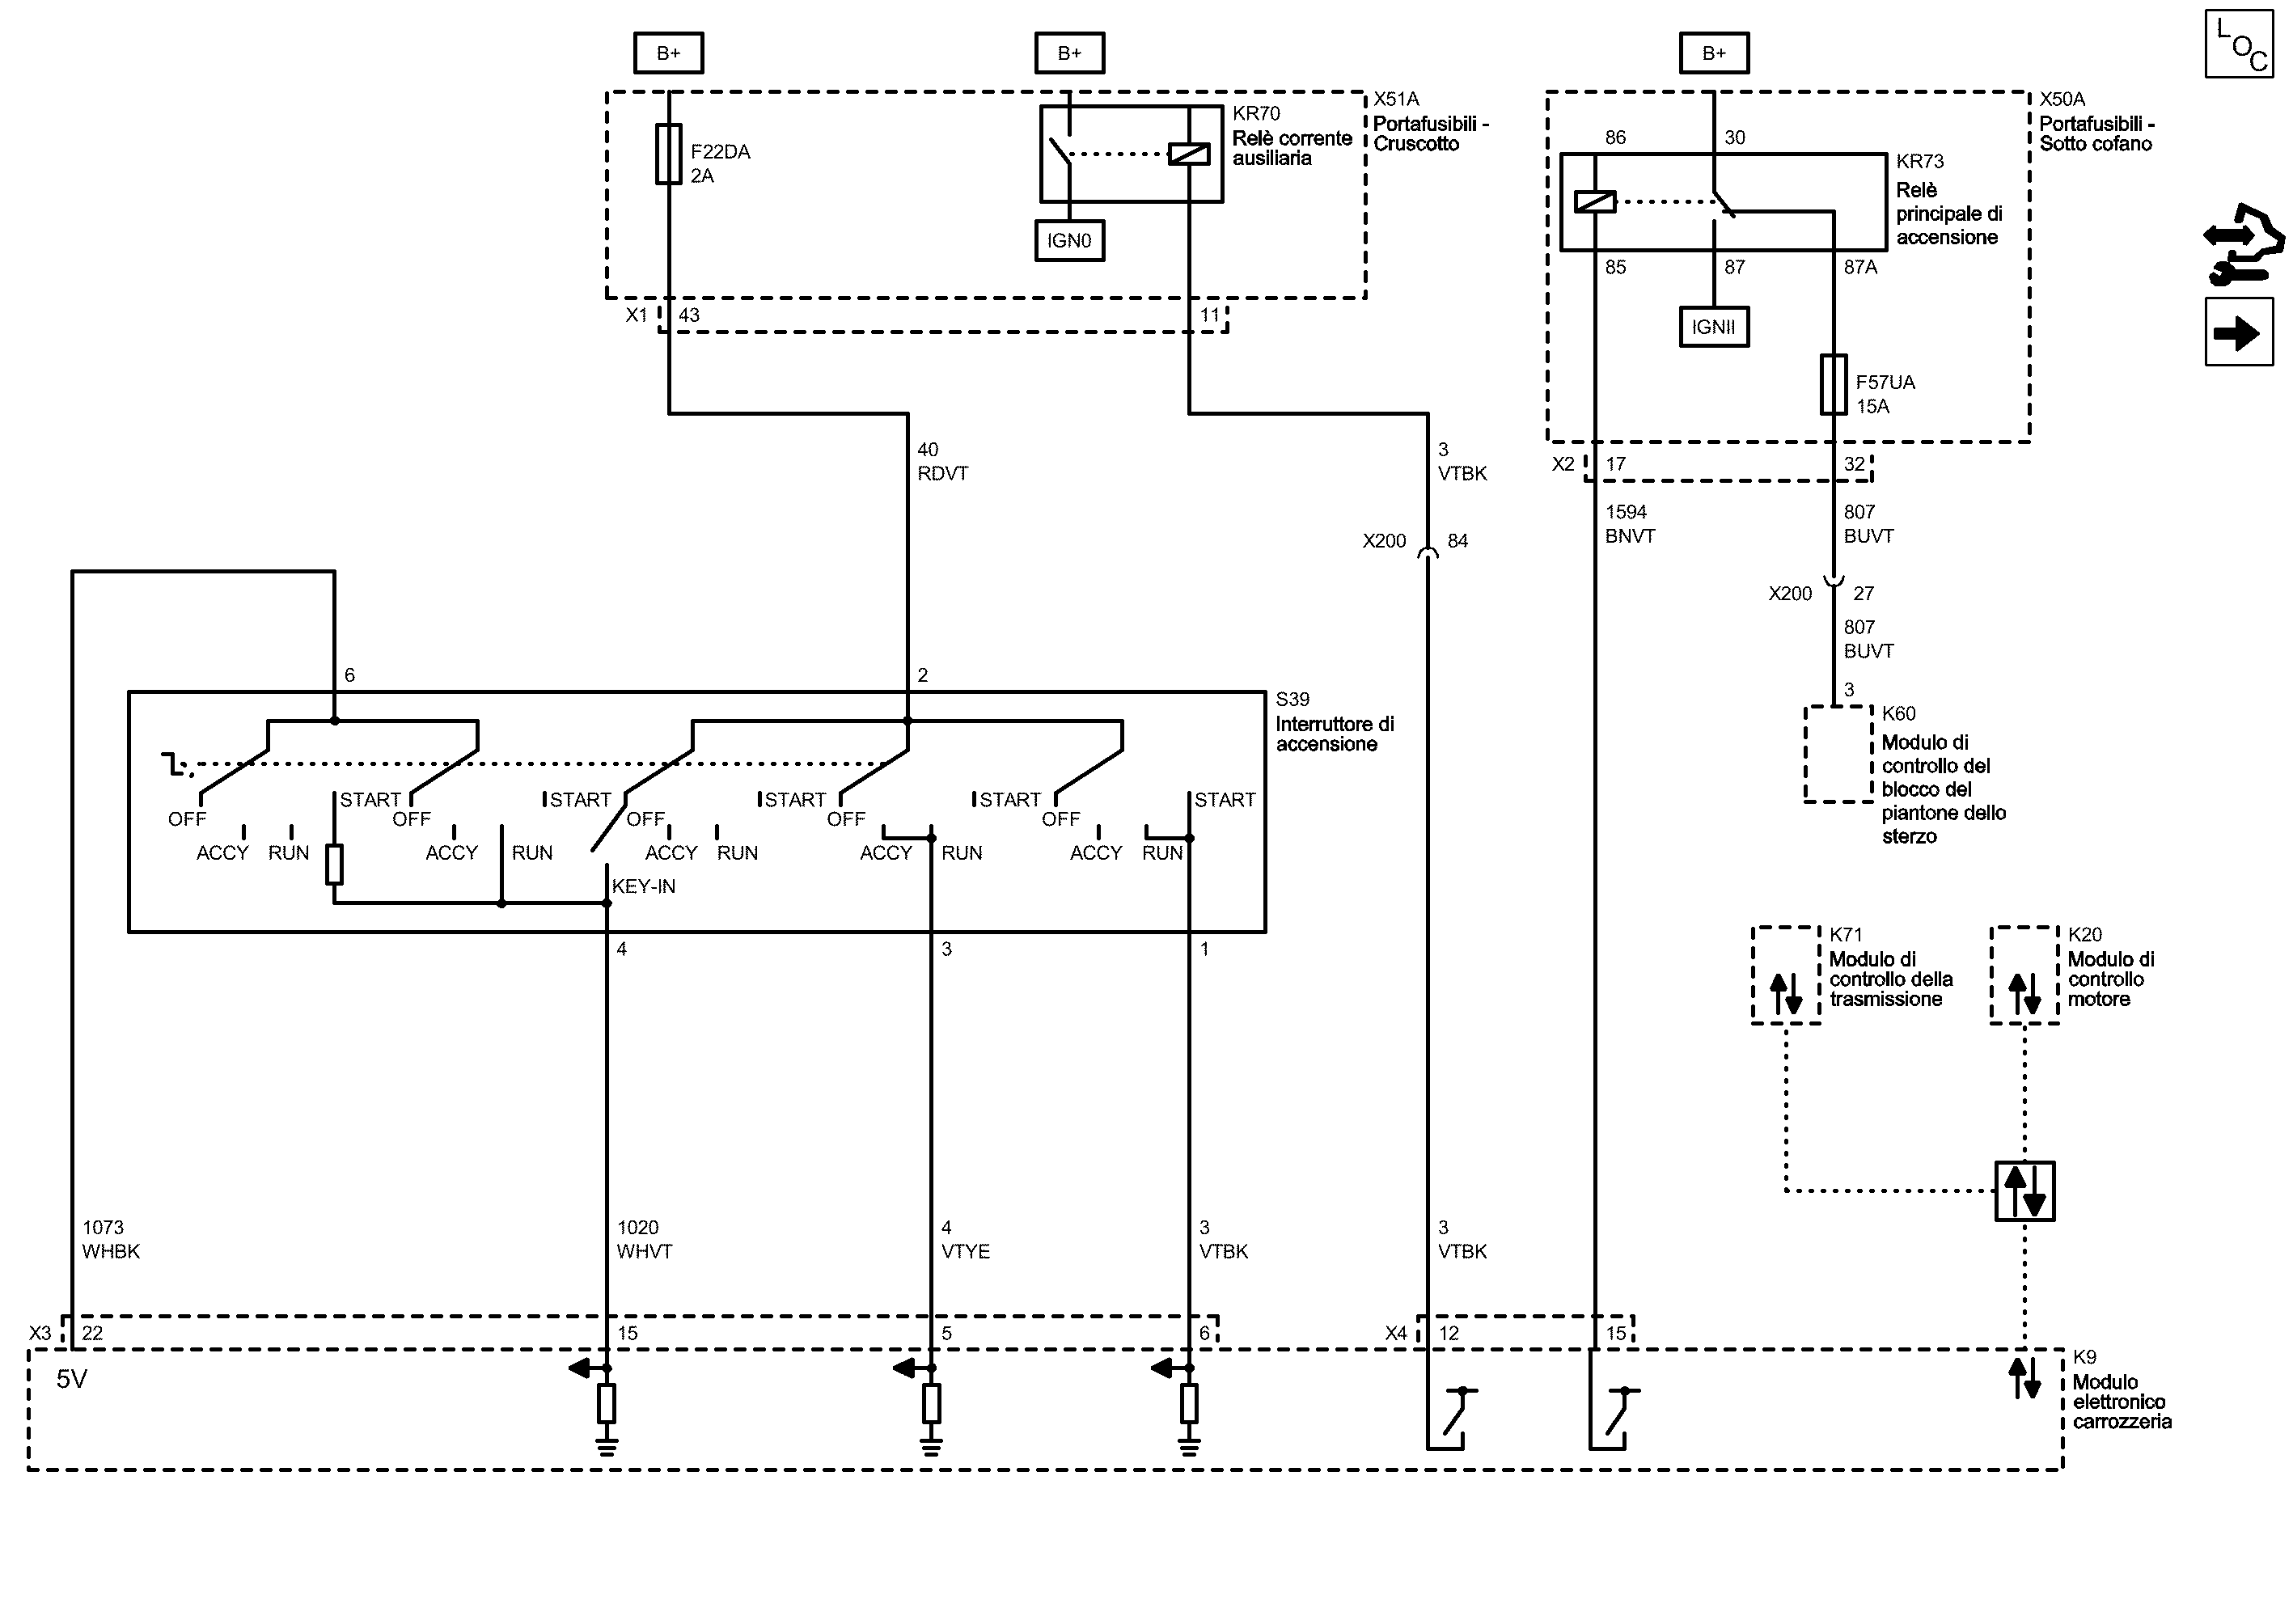 B+
B+
B+
LOC
X51A
Portafusibili -
Cruscotto
KR70
Relè corrente
ausiliaria
F22DA
2A
IGN0
X1
43
11
X50A
Portafusibili -
Sotto cofano
86
30
KR73
Relè
principale di
accensione
85
87
87A
IGNII
F57UA
15A
X2
17
32
40
RDVT
3
VTBK
1594
BNVT
807
BUVT
X200
84
X200
27
807
BUVT
3
K60
Modulo di
controllo del
blocco del
piantone dello
sterzo
6
2
S39
Interruttore di
accensione
START
START
START
START
START
OFF
OFF
OFF
OFF
OFF
ACCY
RUN
ACCY
RUN
ACCY
RUN
ACCY
RUN
ACCY
RUN
KEY-IN
4
3
1
K71
Modulo di
controllo della
trasmissione
K20
Modulo di
controllo
motore
1073
WHBK
1020
WHVT
4
VTYE
3
VTBK
3
VTBK
X3
22
15
5
6
X4
12
15
5V
K9
Modulo
elettronico
carrozzeria